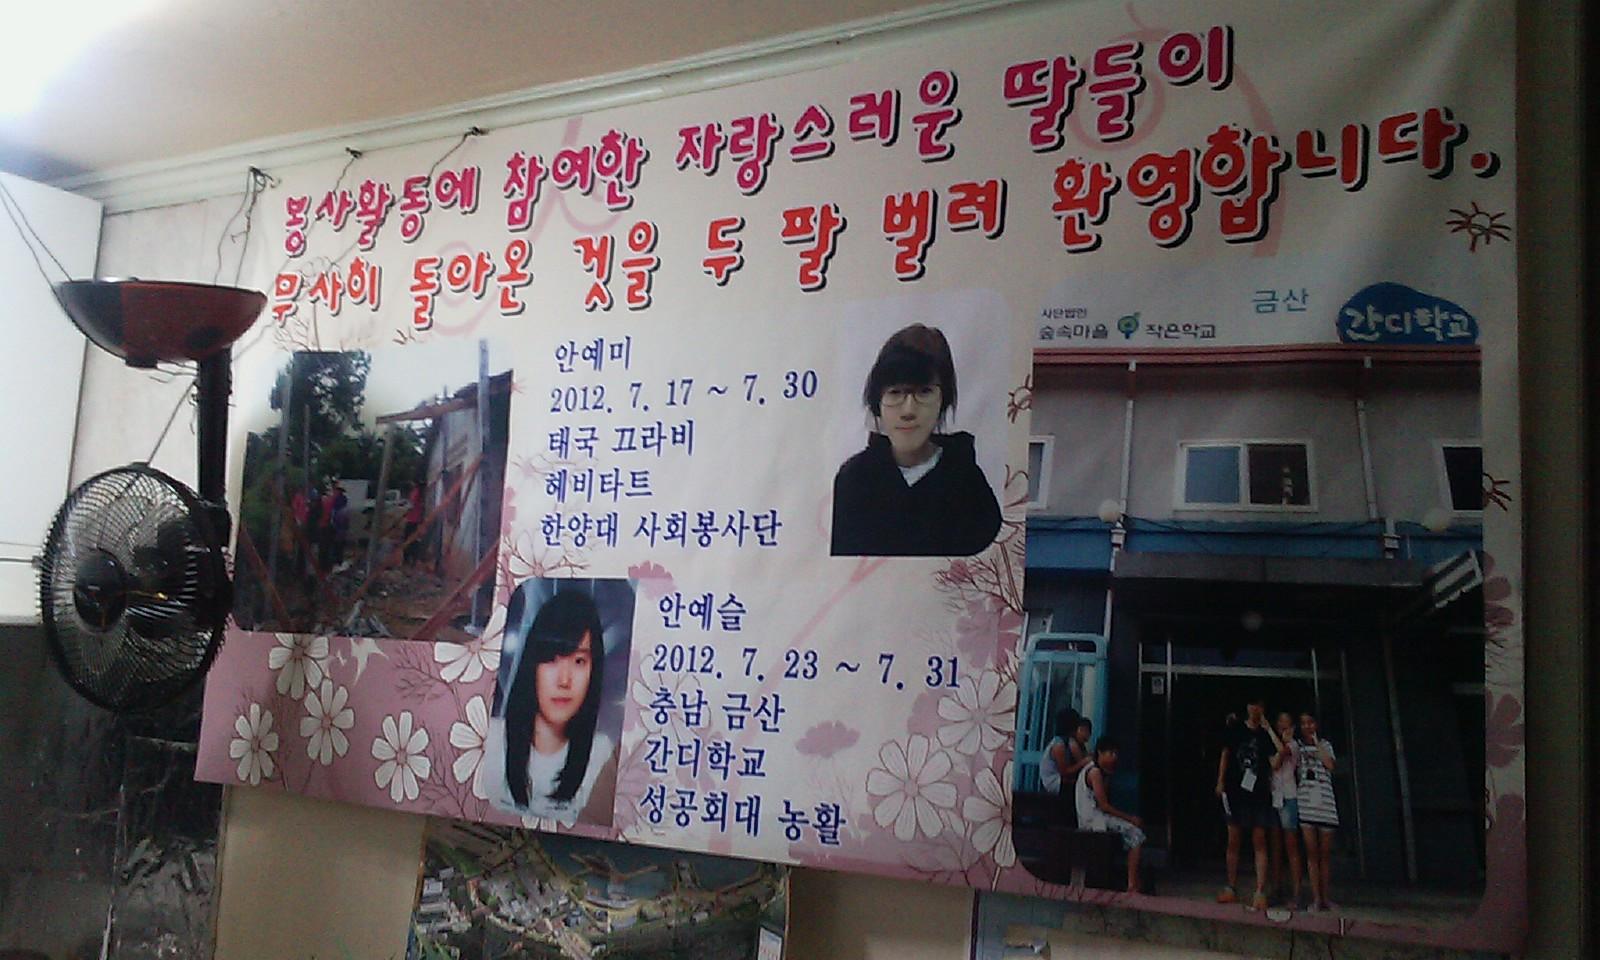 봉사활동에 참여한 자랑스러운 딸들이
무사히 돌아온 것을 두 팔 벌려 환영합니다.
안예미
2012. 7. 17 ~ 7. 30
태국 끄라비
헤비타트
한양대 사회봉사단
안예슬
2012. 7. 23 ~ 7. 31
충남 금산
간디학교
성공회대 농활
사단법인
숲속마을 작은학교
금산
간디학교